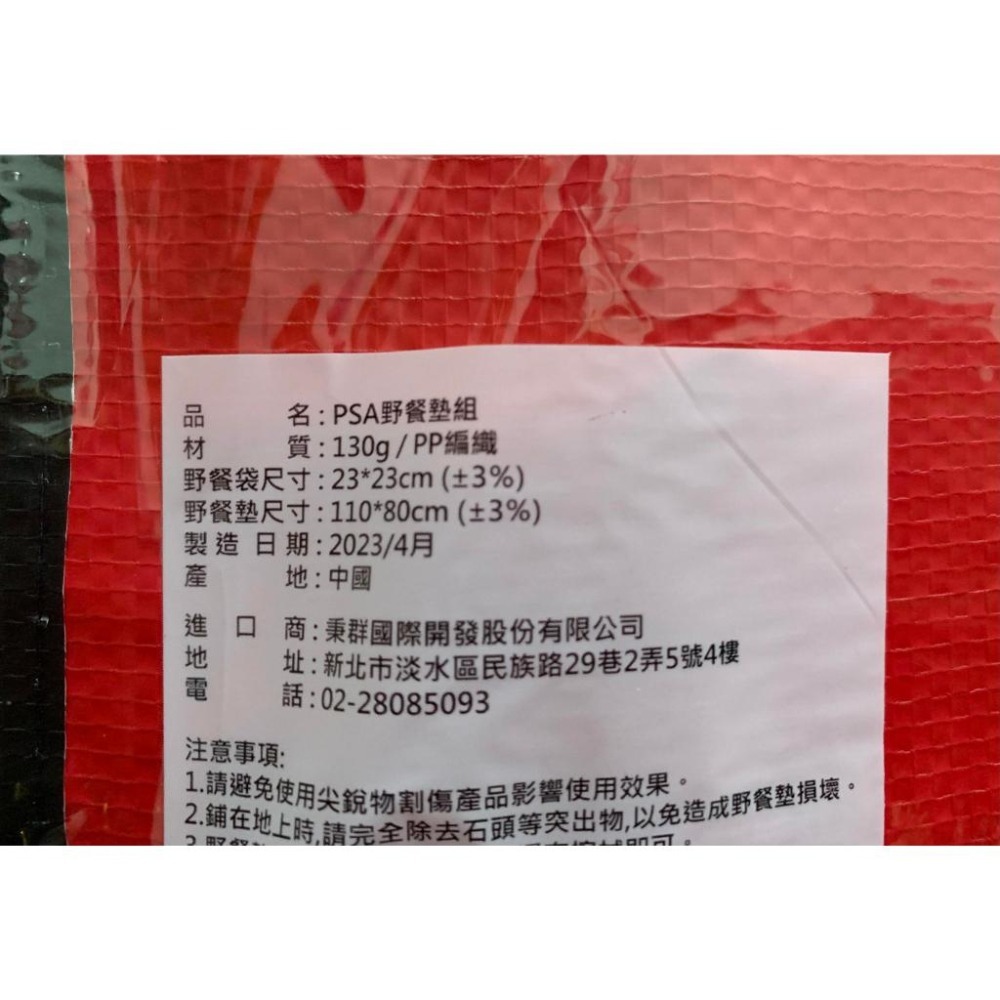 品 名：PSA野餐墊組
材 質：130g / PP編織
野餐袋尺寸：23*23cm (±3%)
野餐墊尺寸：110*80cm (±3%)
製造日期：2023/4月
產 地：中國
進口商：秉群國際開發股份有限公司
地 址：新北市淡水區民族路29巷2弄5號4樓
電 話：02-28085093
注意事項:
1.請避免使用尖銳物割傷產品影響使用效果。
2.鋪在地上時,請完全除去石頭等突出物,以免造成野餐墊損壞。